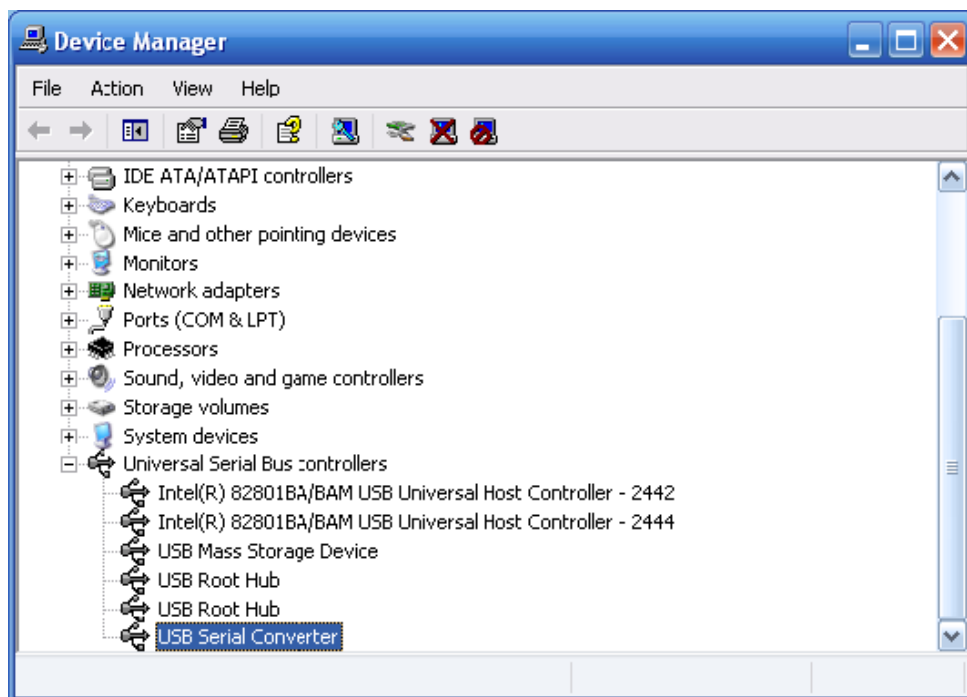 Device Manager
File Action View Help
IDE ATA/ATAPI controllers
Keyboards
Mice and other pointing devices
Monitors
Network adapters
Ports (COM & LPT)
Processors
Sound, video and game controllers
Storage volumes
System devices
Universal Serial Bus controllers
Intel(R) 82801BA/BAM USB Universal Host Controller - 2442
Intel(R) 82801BA/BAM USB Universal Host Controller - 2444
USB Mass Storage Device
USB Root Hub
USB Root Hub
USB Serial Converter